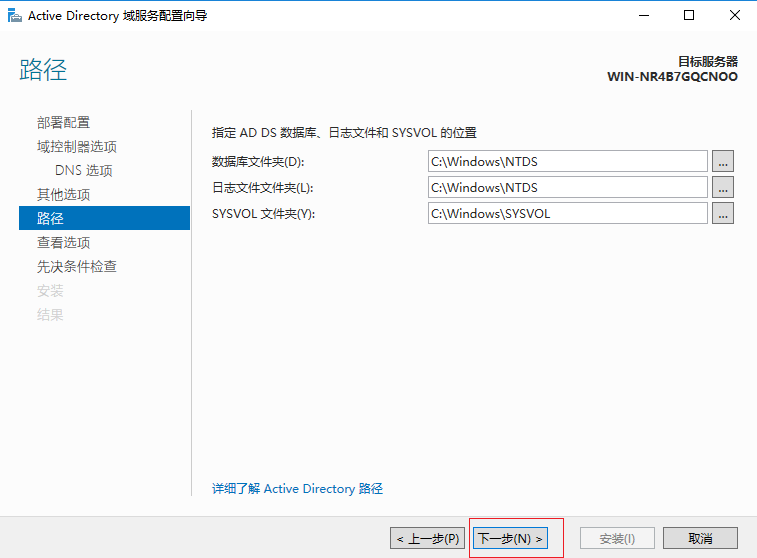 Active Directory 域服务配置向导
路径
目标服务器
WIN-NR4B7GQCNOO
部署配置
域控制器选项
DNS 选项
其他选项
路径
查看选项
先决条件检查
安装
结果
指定 AD DS 数据库、日志文件和 SYSVOL 的位置
数据库文件夹(D): C:\Windows\NTDS ...
日志文件文件夹(L): C:\Windows\NTDS ...
SYSVOL 文件夹(Y): C:\Windows\SYSVOL ...
详细了解 Active Directory 路径
< 上一步(P) 下一步(N) > 安装(I) 取消